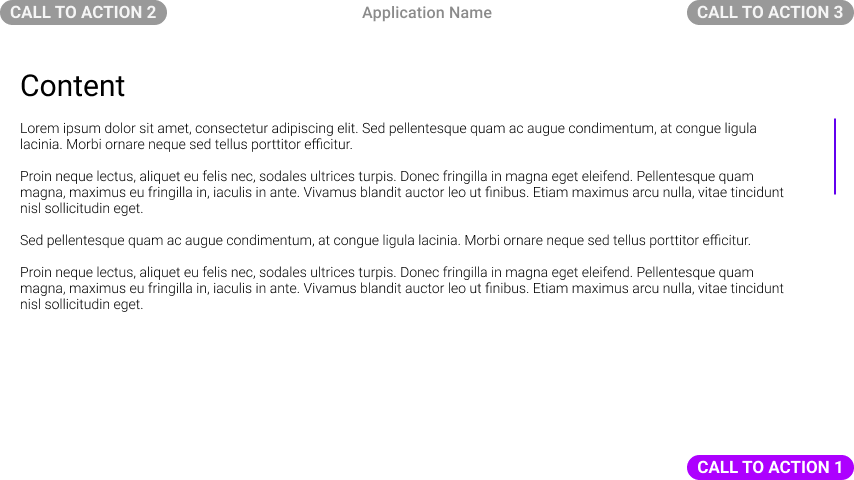 CALL TO ACTION 2
Application Name
CALL TO ACTION 3
Content
Lorem ipsum dolor sit amet, consectetur adipiscing elit. Sed pellentesque quam ac augue condimentum, at congue ligula
lacinia. Morbi ornare neque sed tellus porttitor efficitur.
Proin neque lectus, aliquet eu felis nec, sodales ultrices turpis. Donec fringilla in magna eget eleifend. Pellentesque quam
magna, maximus eu fringilla in, iaculis in ante. Vivamus blandit auctor leo ut finibus. Etiam maximus arcu nulla, vitae tincidunt
nisl sollicitudin eget.
Sed pellentesque quam ac augue condimentum, at congue ligula lacinia. Morbi ornare neque sed tellus porttitor efficitur.
Proin neque lectus, aliquet eu felis nec, sodales ultrices turpis. Donec fringilla in magna eget eleifend. Pellentesque quam
magna, maximus eu fringilla in, iaculis in ante. Vivamus blandit auctor leo ut finibus. Etiam maximus arcu nulla, vitae tincidunt
nisl sollicitudin eget.
CALL TO ACTION 1